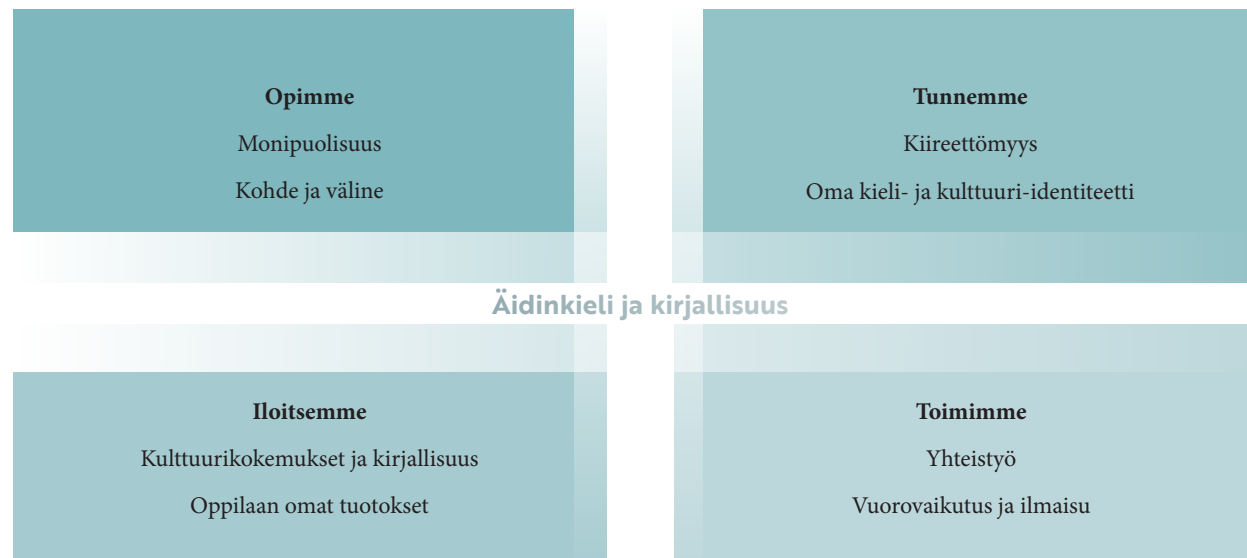 Opimme
Monipuolisuus
Kohde ja väline
Tunnemme
Kiireettömyys
Oma kieli- ja kulttuuri-identiteetti
Äidinkieli ja kirjallisuus
Iloitsemme
Kulttuurikokemukset ja kirjallisuus
Oppilaan omat tuotokset
Toimimme
Yhteistyö
Vuorovaikutus ja ilmaisu